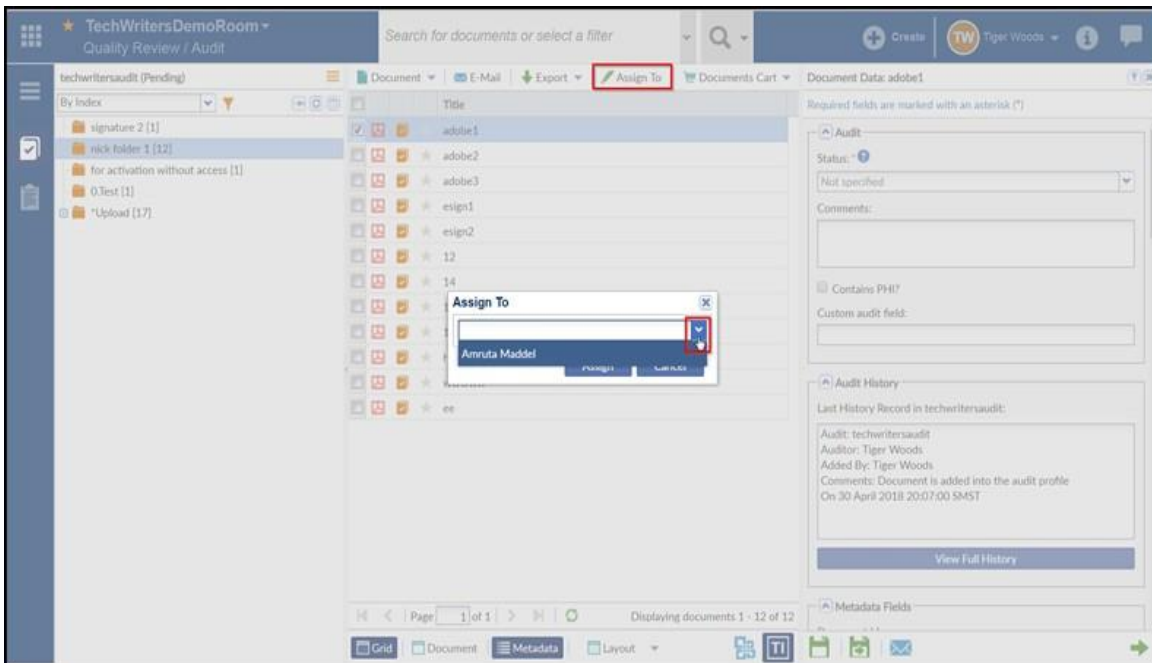 TechWritersDemoRoom
Quality Review / Audit
Search for documents or select a filter
Create
TW
Tiger Woods
techwritersaudit (Pending)
Document
E-Mail
Export
Assign To
Documents Cart
Document Data: adobe1
By Index
Title
Required fields are marked with an asterisk (*)
signature 2 [1]
nick folder 1 [12]
for activation without access [1]
0.Test [1]
*Upload [17]
adobe1
adobe2
adobe3
esign1
esign2
12
14
ee
Assign To
Amruta Maddel
Assign
Cancel
Audit
Status: *
Not specified
Comments:
Contains PHI?
Custom audit field:
Audit History
Last History Record in techwritersaudit:
Audit: techwritersaudit
Auditor: Tiger Woods
Added By: Tiger Woods
Comments: Document is added into the audit profile
On 30 April 2018 20:07:00 SMST
View Full History
Metadata Fields
Page 1 of 1
Displaying documents 1 - 12 of 12
Grid
Document
Metadata
Layout
TI